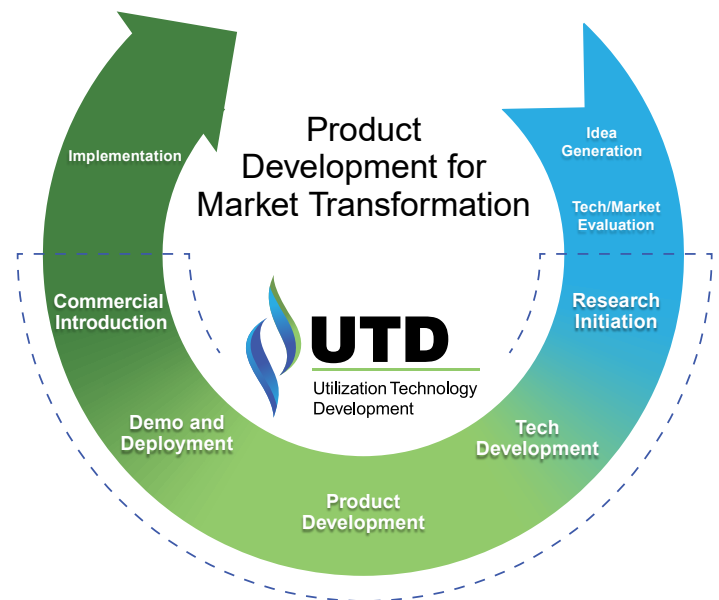 Product
Development for
Market Transformation
Idea
Generation
Tech/Market
Evaluation
Research
Initiation
Tech
Development
Product
Development
Demo and
Deployment
Commercial
Introduction
Implementation
UTD
Utilization Technology
Development